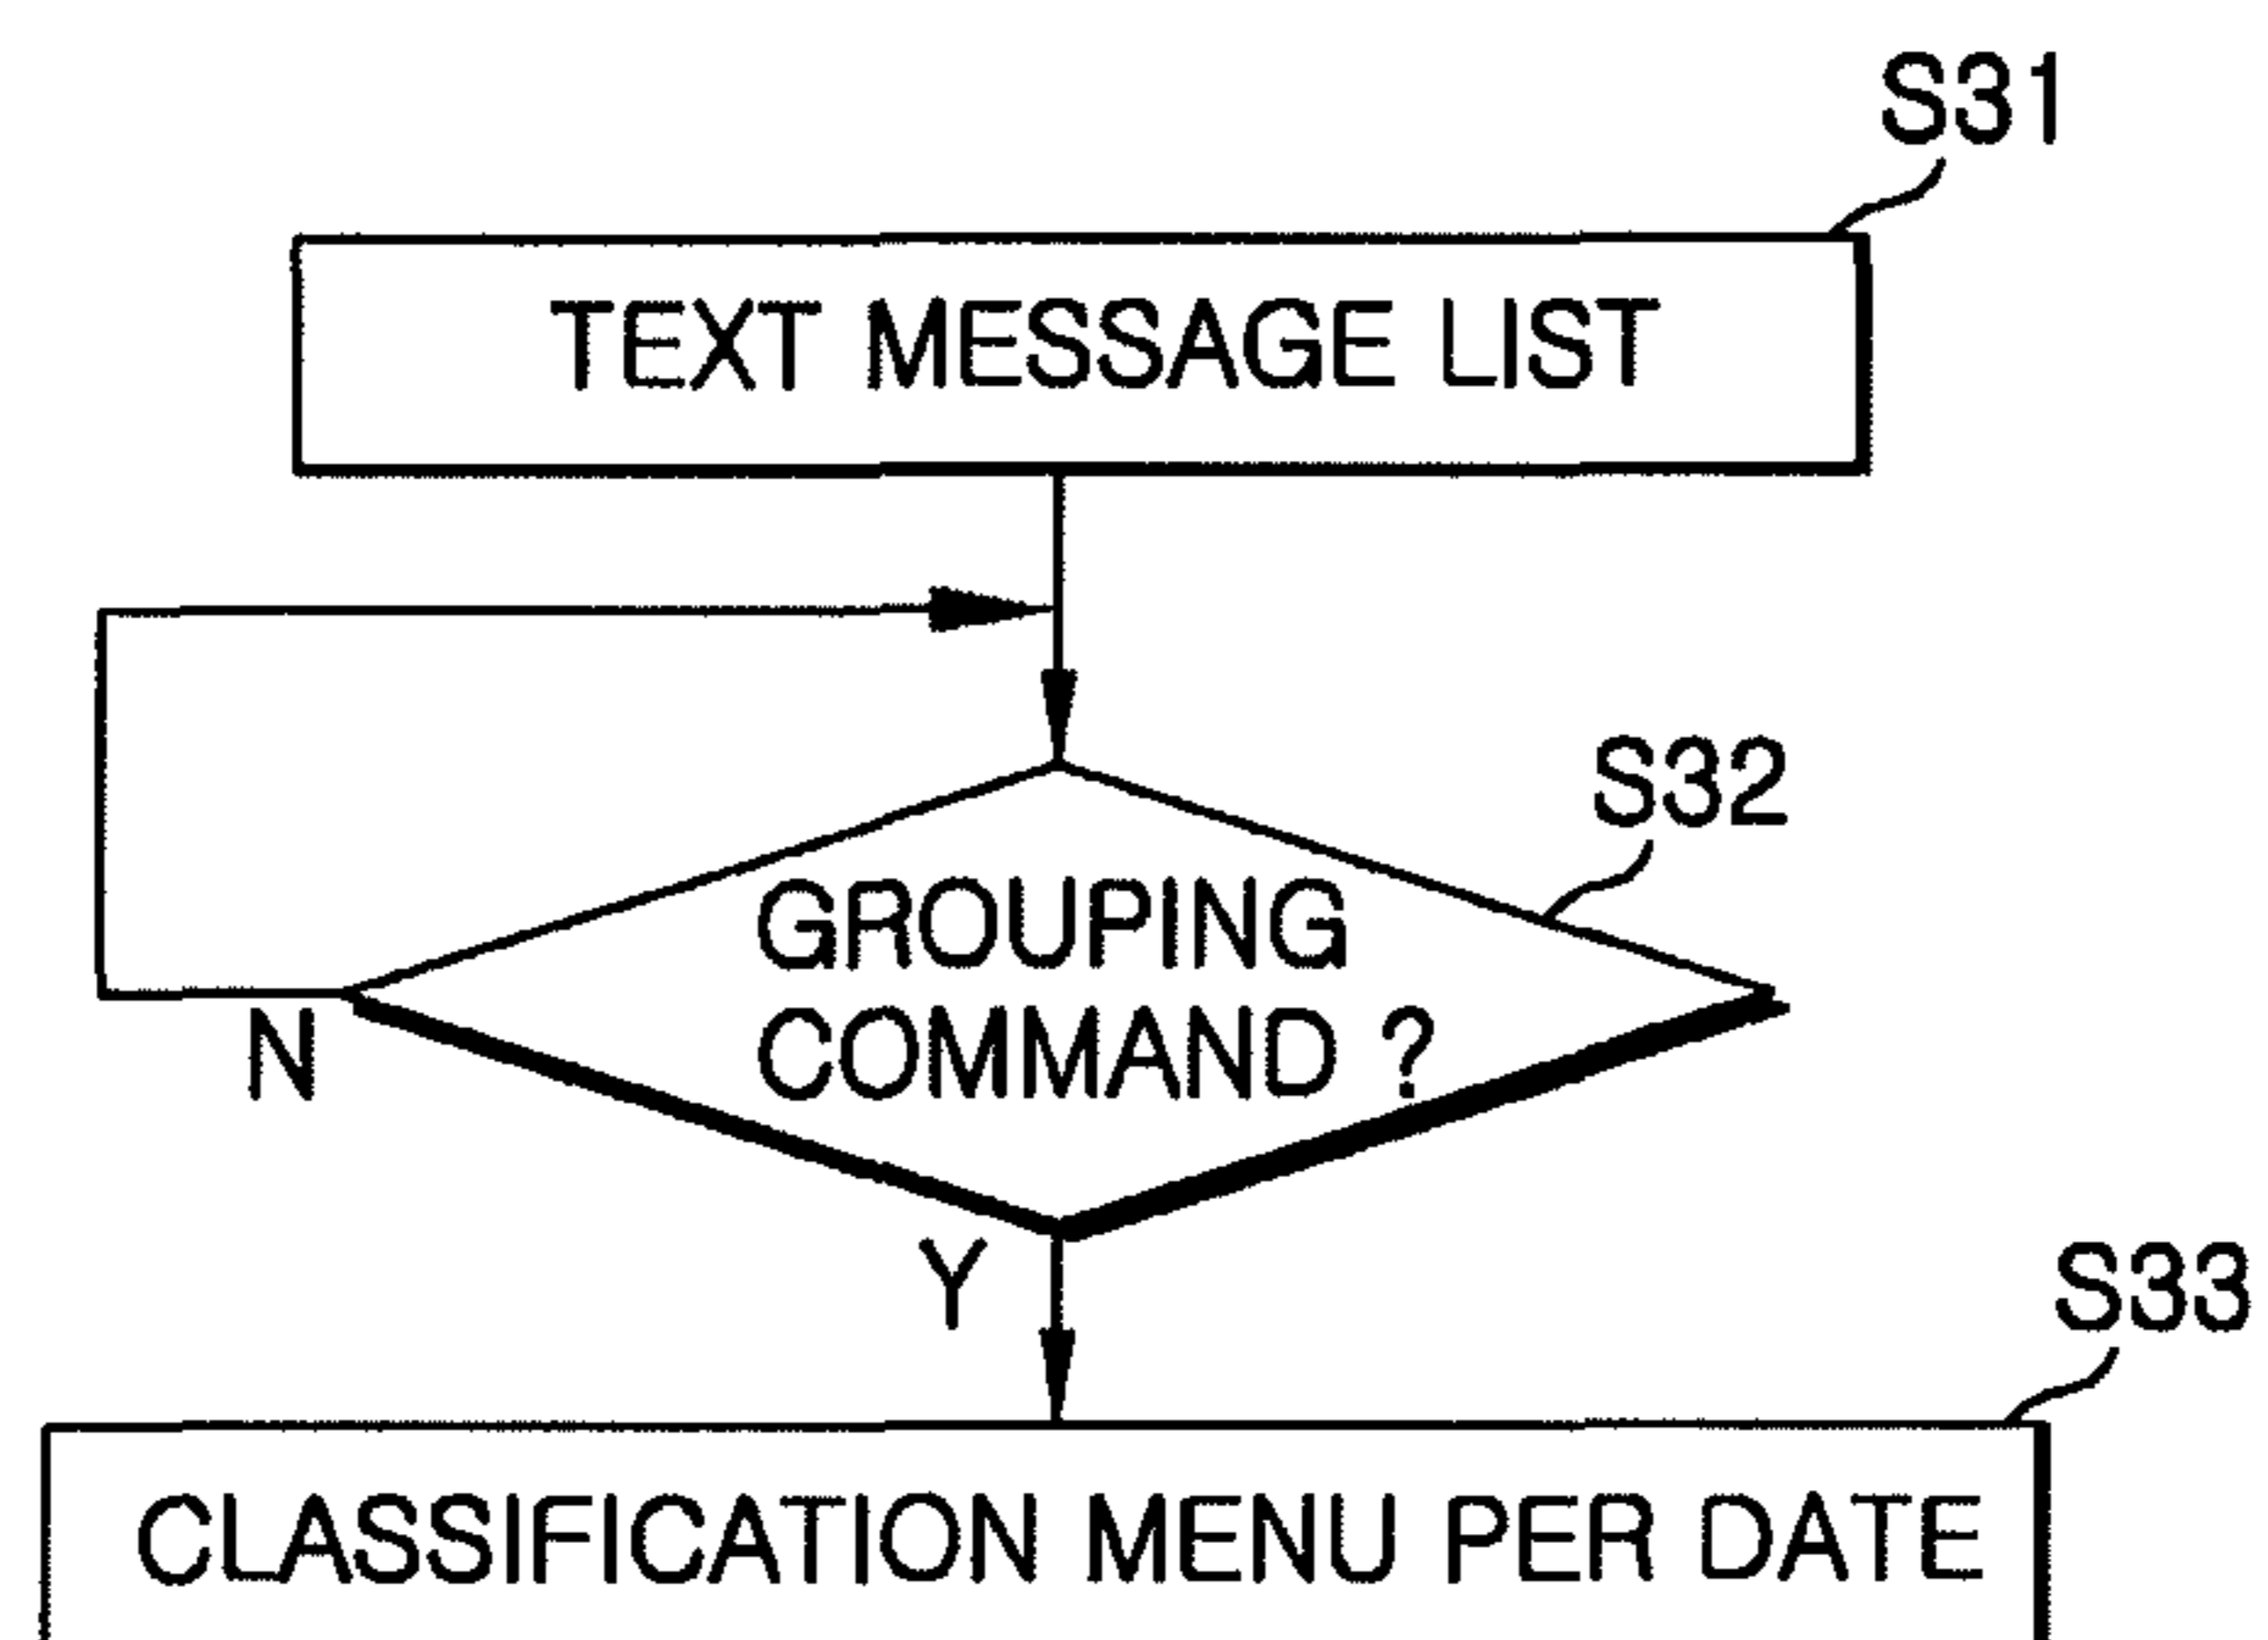 S31
TEXT MESSAGE LIST
S32
GROUPING
COMMAND ?
N
Y
S33
CLASSIFICATION MENU PER DATE